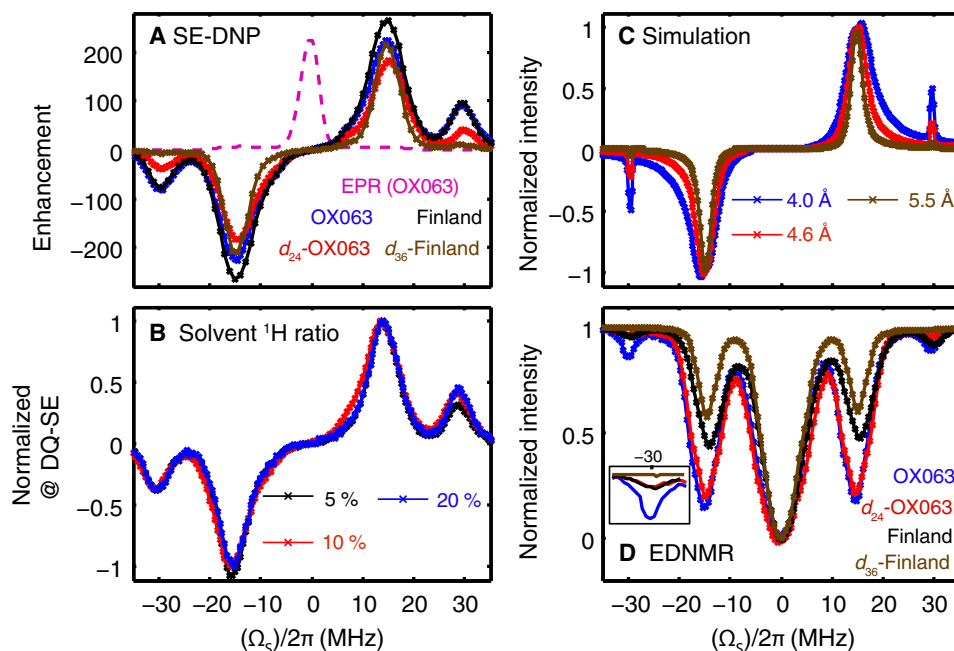 A SE-DNP
200
100
0
−100
−200
Enhancement
EPR (OX063)
OX063 Finland
d24-OX063 d36-Finland
C Simulation
1
0.5
0
−0.5
−1
Normalized intensity
4.0 Å 5.5 Å
4.6 Å
B Solvent 1H ratio
1
0.5
0
−0.5
−1
Normalized
@ DQ-SE
5 % 20 %
10 %
−30 −20 −10 0 10 20 30
(Ωs)/2π (MHz)
1
0.5
0
Normalized intensity
−30
OX063
d24-OX063
Finland
d36-Finland
D EDNMR
−30 −20 −10 0 10 20 30
(Ωs)/2π (MHz)